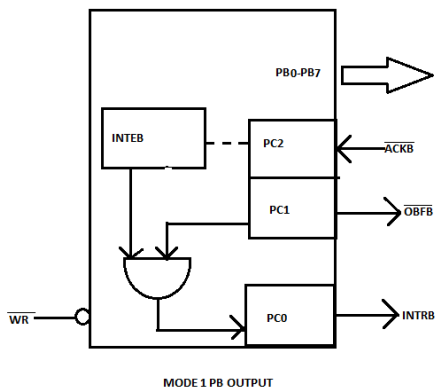 PB0-PB7
INTEB
PC2
ACKB
PC1
OBFB
WR
PC0
INTRB
MODE 1 PB OUTPUT